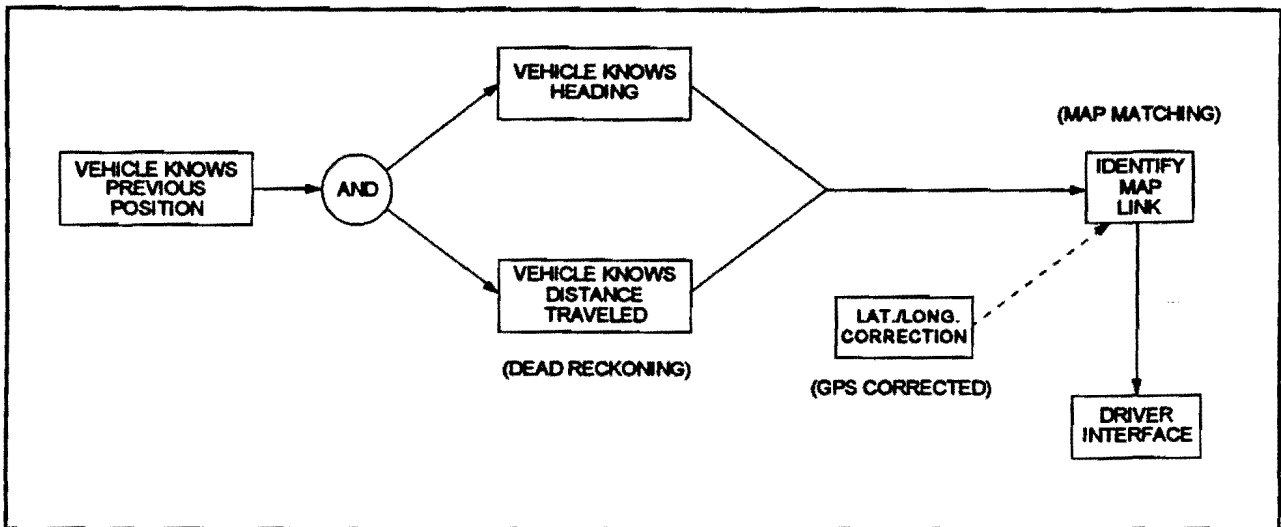 VEHICLE KNOWS
PREVIOUS
POSITION
AND
VEHICLE KNOWS
HEADING
VEHICLE KNOWS
DISTANCE
TRAVELED
(DEAD RECKONING)
(MAP MATCHING)
IDENTIFY
MAP
LINK
LAT./LONG.
CORRECTION
(GPS CORRECTED)
DRIVER
INTERFACE